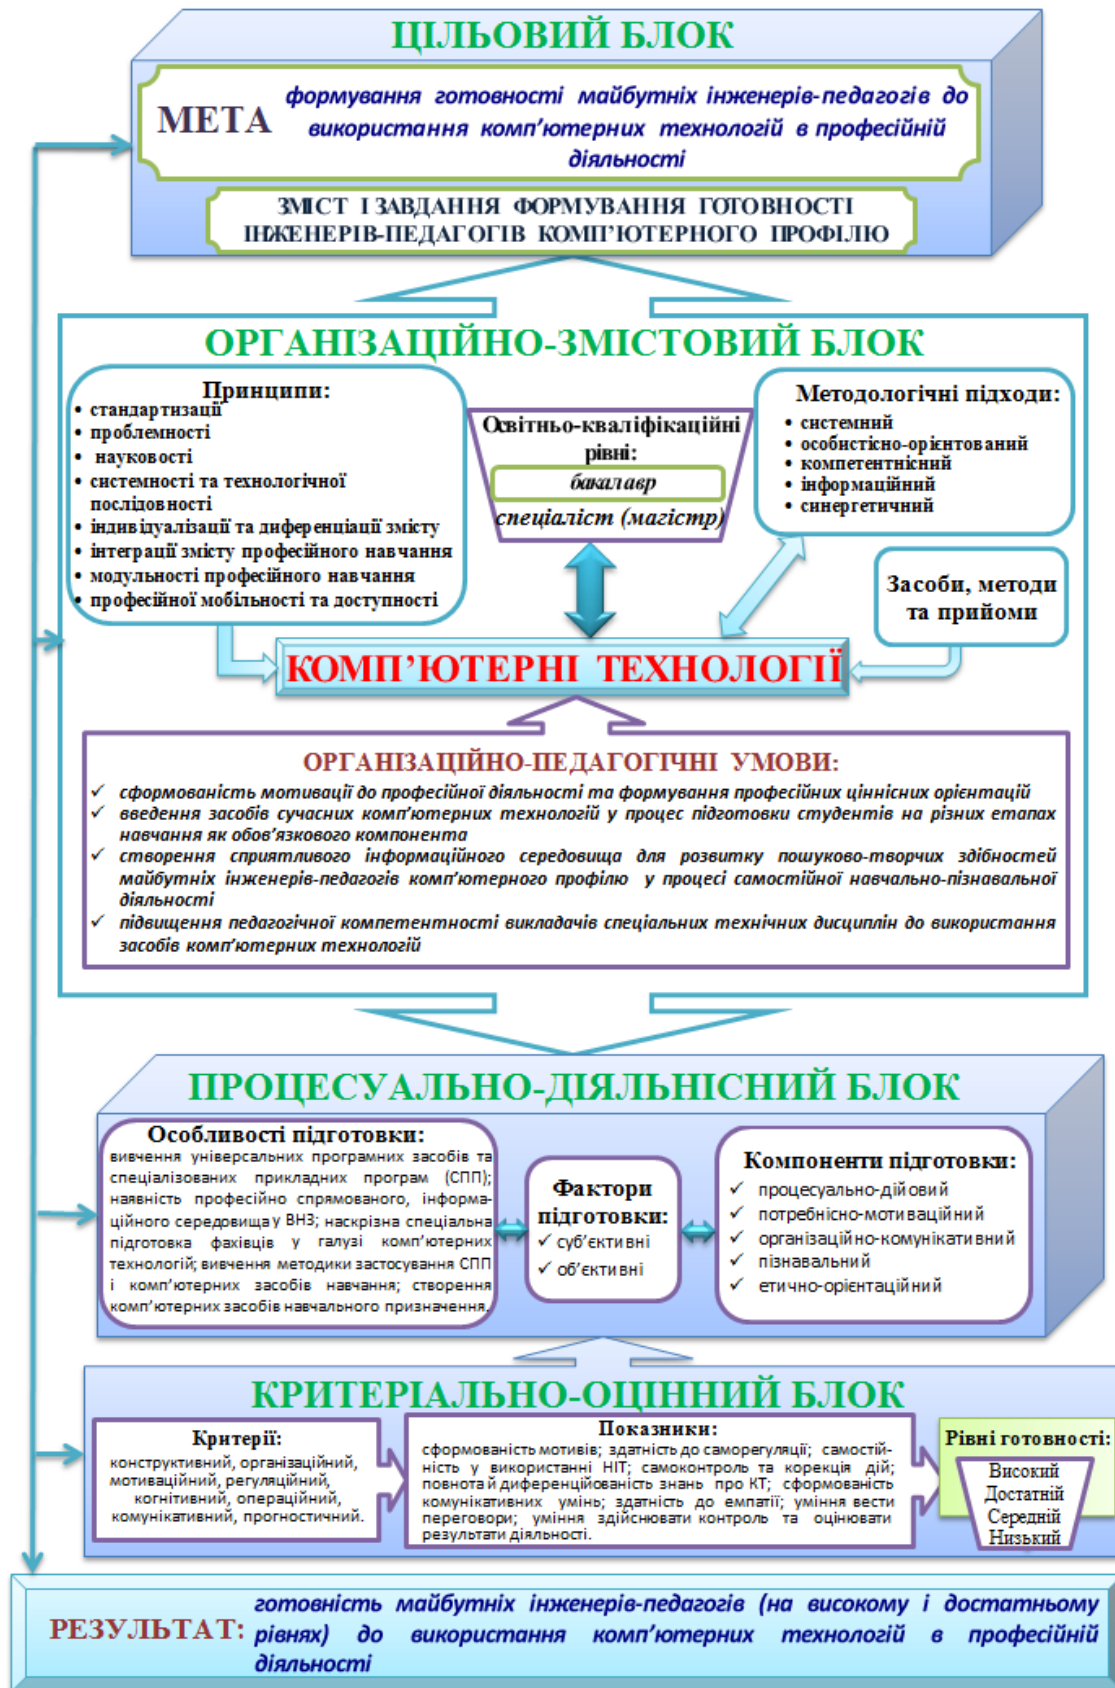 ЦІЛЬОВИЙ БЛОК
МЕТА
формування готовності майбутніх інженерів-педагогів до
використання комп’ютерних технологій в професійній
діяльності
ЗМІСТ І ЗАВДАННЯ ФОРМУВАННЯ ГОТОВНОСТІ
ІНЖЕНЕРІВ-ПЕДАГОГІВ КОМП’ЮТЕРНОГО ПРОФІЛЮ
ОРГАНІЗАЦІЙНО-ЗМІСТОВИЙ БЛОК
Принципи:
• стандартизації
• проблемності
• науковості
• системності та технологічної
послідовності
• індивідуалізації та диференціації змісту
• інтеграції змісту професійного навчання
• модульності професійного навчання
• професійної мобільності та доступності
Освітньо-кваліфікаційні
рівні:
бакалавр
спеціаліст (магістр)
Методологічні підходи:
• системний
• особистісно-орієнтований
• компетентнісний
• інформаційний
• синергетичний
Засоби, методи
та прийоми
КОМП’ЮТЕРНІ ТЕХНОЛОГІЇ
ОРГАНІЗАЦІЙНО-ПЕДАГОГІЧНІ УМОВИ:
✓ сформованість мотивації до професійної діяльності та формування професійних ціннісних орієнтацій
✓ введення засобів сучасних комп’ютерних технологій у процес підготовки студентів на різних етапах
навчання як обов’язкового компонента
✓ створення сприятливого інформаційного середовища для розвитку пошуково-творчих здібностей
майбутніх інженерів-педагогів комп’ютерного профілю у процесі самостійної навчально-пізнавальної
діяльності
✓ підвищення педагогічної компетентності викладачів спеціальних технічних дисциплін до використання
засобів комп’ютерних технологій
ПРОЦЕСУАЛЬНО-ДІЯЛЬНІСНИЙ БЛОК
Особливості підготовки:
вивчення універсальних програмних засобів та
спеціалізованих прикладних програм (СПП);
наявність професійно спрямованого, інформа-
ційного середовища у ВНЗ; наскрізна спеціальна
підготовка фахівців у галузі комп’ютерних
технологій; вивчення методики застосування СПП
і комп’ютерних засобів навчання; створення
комп’ютерних засобів навчального призначення.
Фактори
підготовки:
✓ суб’єктивні
✓ об’єктивні
Компоненти підготовки:
✓ процесуально-дійовий
✓ потребнісно-мотиваційний
✓ організаційно-комунікативний
✓ пізнавальний
✓ етично-орієнтаційний
КРИТЕРІАЛЬНО-ОЦІННИЙ БЛОК
Критерії:
конструктивний, організаційний,
мотиваційний, регуляційний,
когнітивний, операційний,
комунікативний, прогностичний.
Показники:
сформованість мотивів; здатність до саморегуляції; самостій-
ність у використанні НІТ; самоконтроль та корекція дій;
повнота й диференційованість знань про КТ; сформованість
комунікативних умінь; здатність до емпатії; уміння вести
переговори; уміння здійснювати контроль та оцінювати
результати діяльності.
Рівні готовності:
Високий
Достатній
Середній
Низький
РЕЗУЛЬТАТ:
готовність майбутніх інженерів-педагогів (на високому і достатньому
рівнях) до використання комп’ютерних технологій в професійній
діяльності